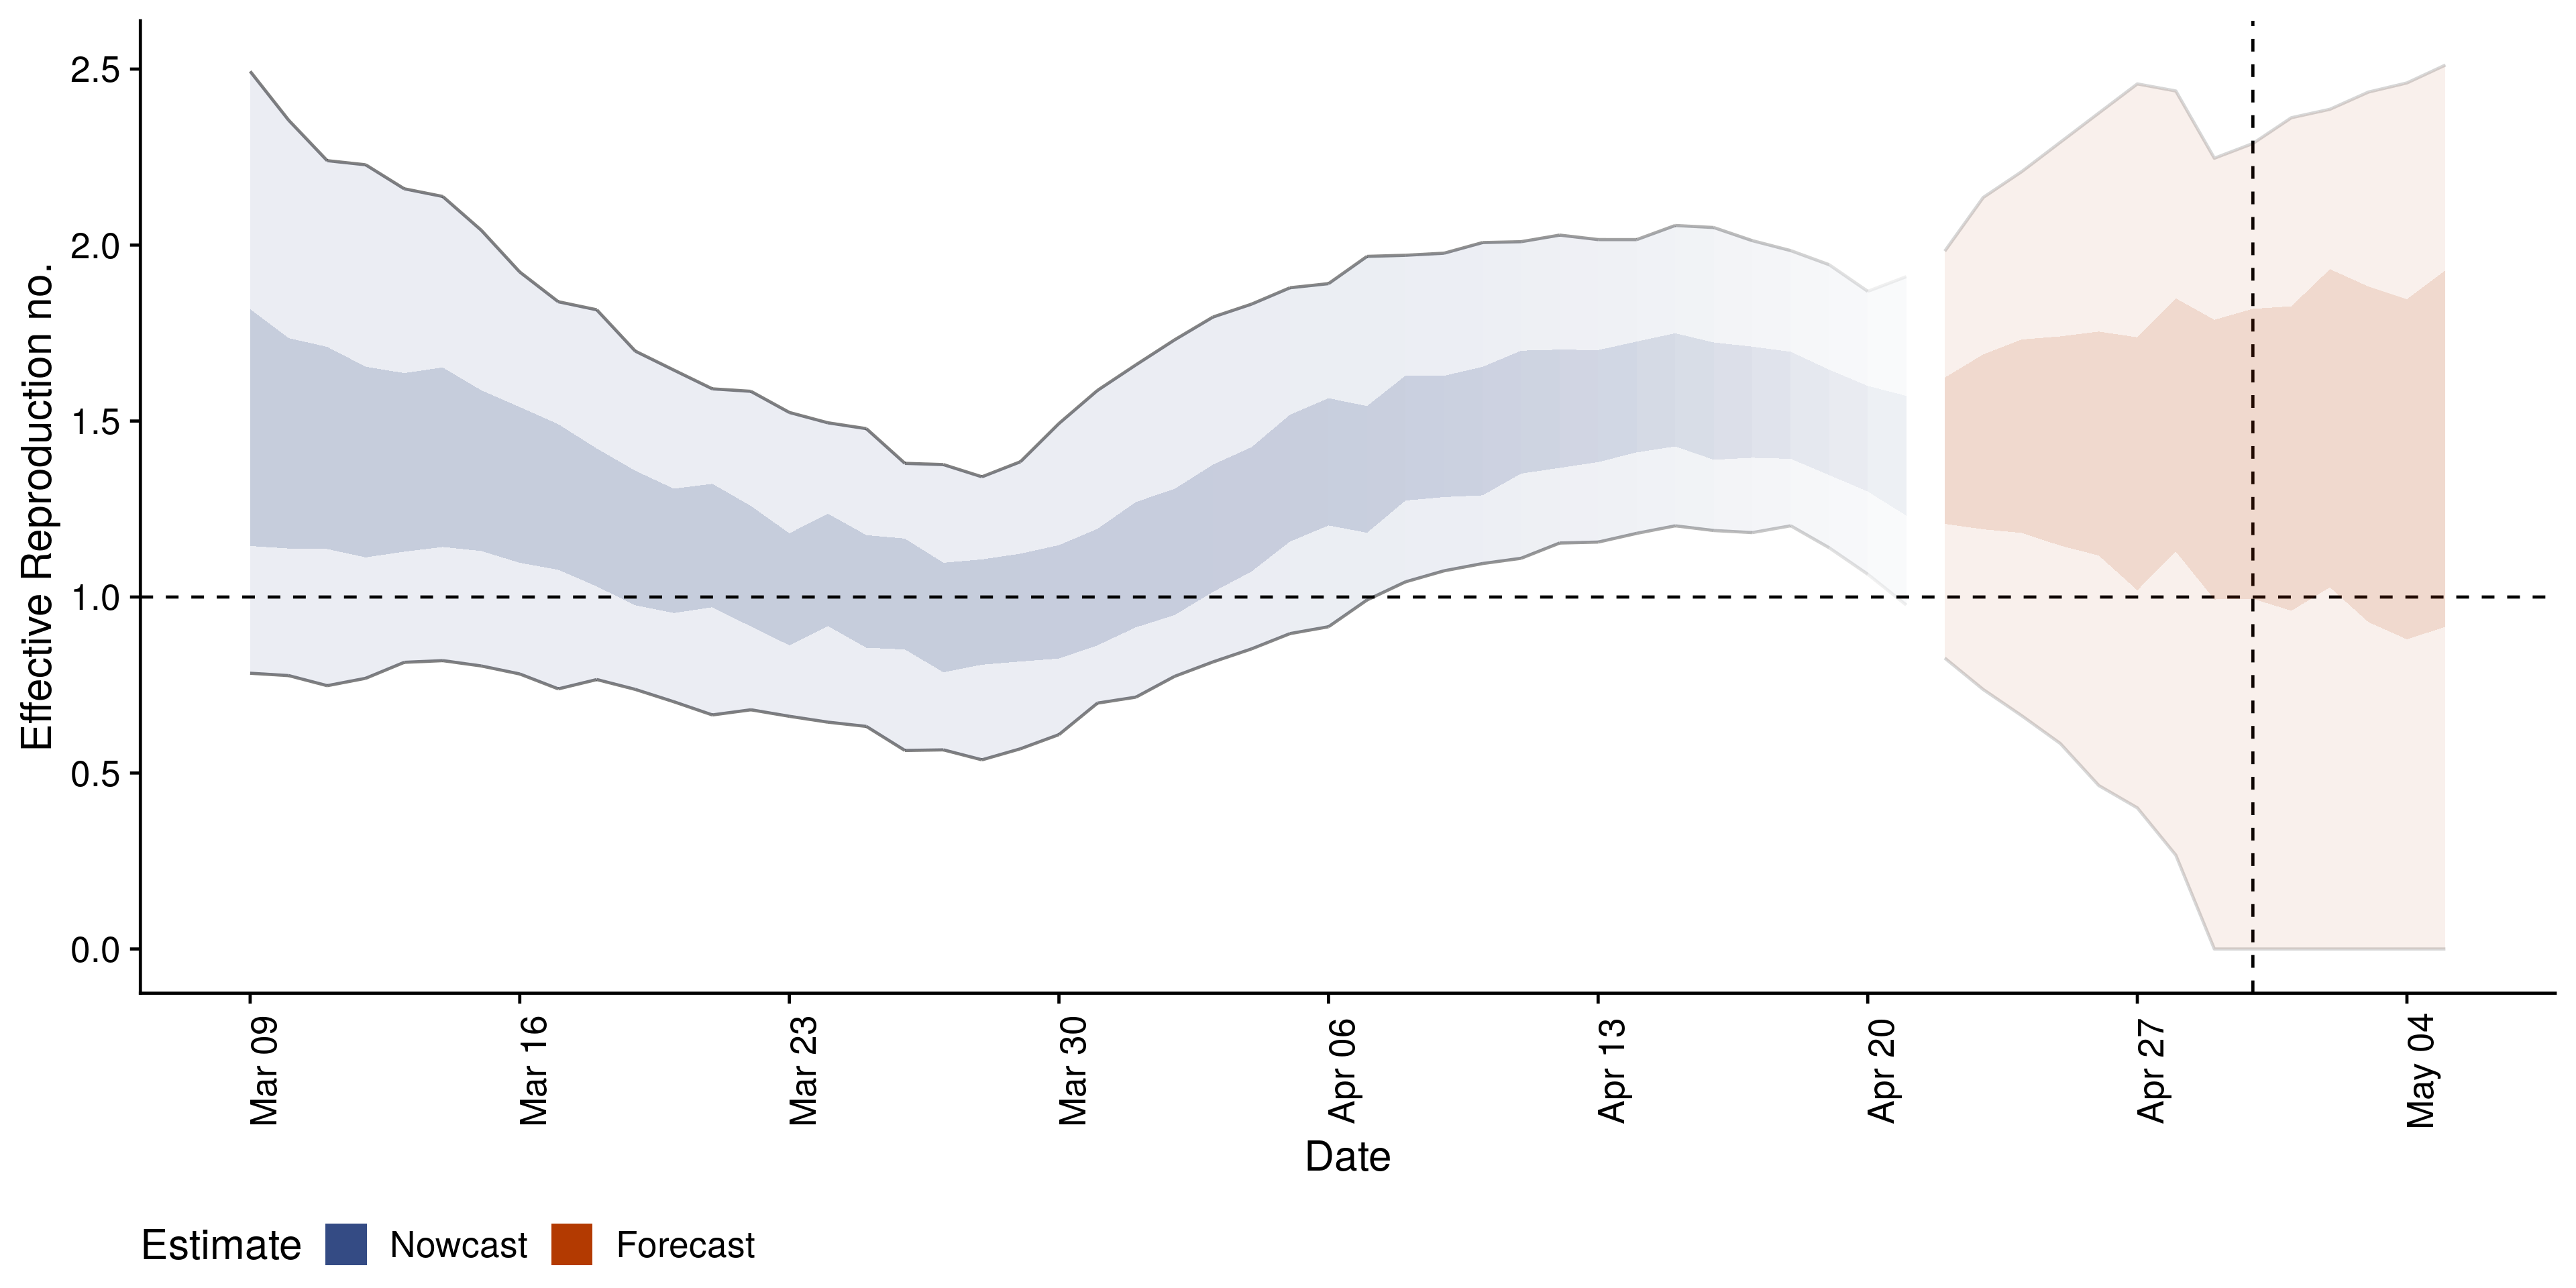 Effective Reproduction no.
2.5
2.0
1.5
1.0
0.5
0.0
Mar 09
Mar 16
Mar 23
Mar 30
Apr 06
Apr 13
Apr 20
Apr 27
May 04
Date
Estimate Nowcast Forecast